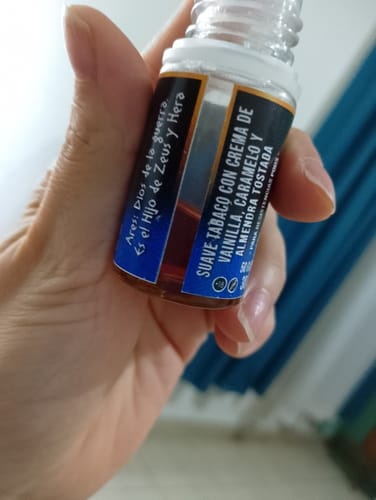 Ares: Dios de la guerra.
Es el Hijo de Zeus y Hera
SUAVE TABACO CON CREMA DE
VAINILLA, CARAMELO Y
ALMENDRA TOSTADA